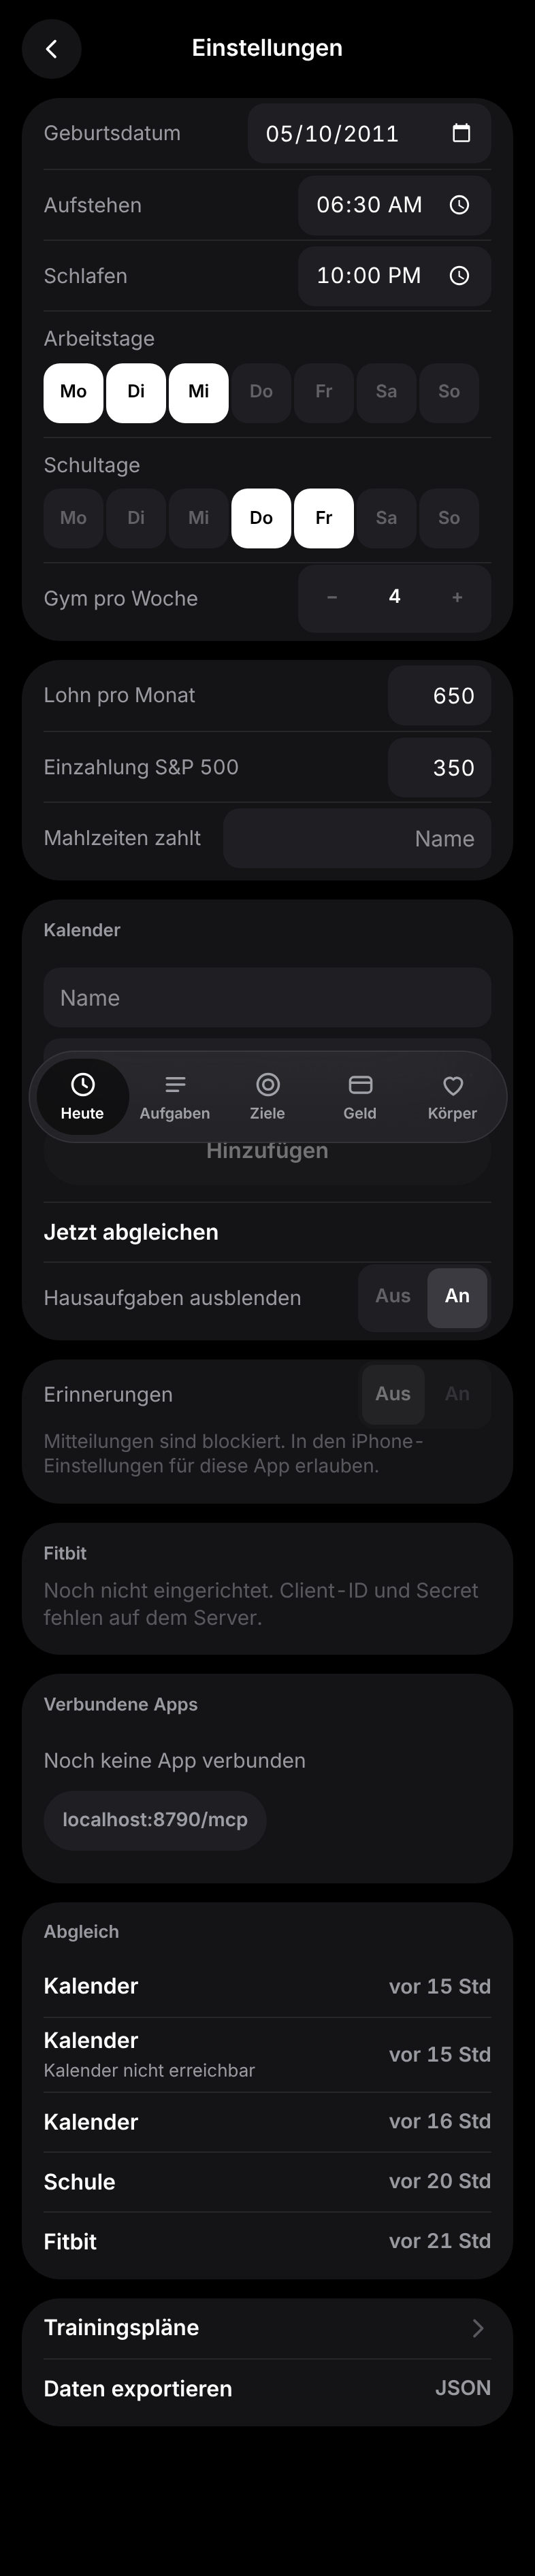 Einstellungen
Geburtsdatum 05/10/2011
Aufstehen 06:30 AM
Schlafen 10:00 PM
Arbeitstage
Mo Di Mi Do Fr Sa So
Schultage
Mo Di Mi Do Fr Sa So
Gym pro Woche − 4 +
Lohn pro Monat 650
Einzahlung S&P 500 350
Mahlzeiten zahlt Name
Kalender
Name
Heute Aufgaben Ziele Geld Körper
Hinzufügen
Jetzt abgleichen
Hausaufgaben ausblenden Aus An
Erinnerungen Aus An
Mitteilungen sind blockiert. In den iPhone-
Einstellungen für diese App erlauben.
Fitbit
Noch nicht eingerichtet. Client-ID und Secret
fehlen auf dem Server.
Verbundene Apps
Noch keine App verbunden
localhost:8790/mcp
Abgleich
Kalender vor 15 Std
Kalender vor 15 Std
Kalender nicht erreichbar
Kalender vor 16 Std
Schule vor 20 Std
Fitbit vor 21 Std
Trainingspläne
Daten exportieren JSON